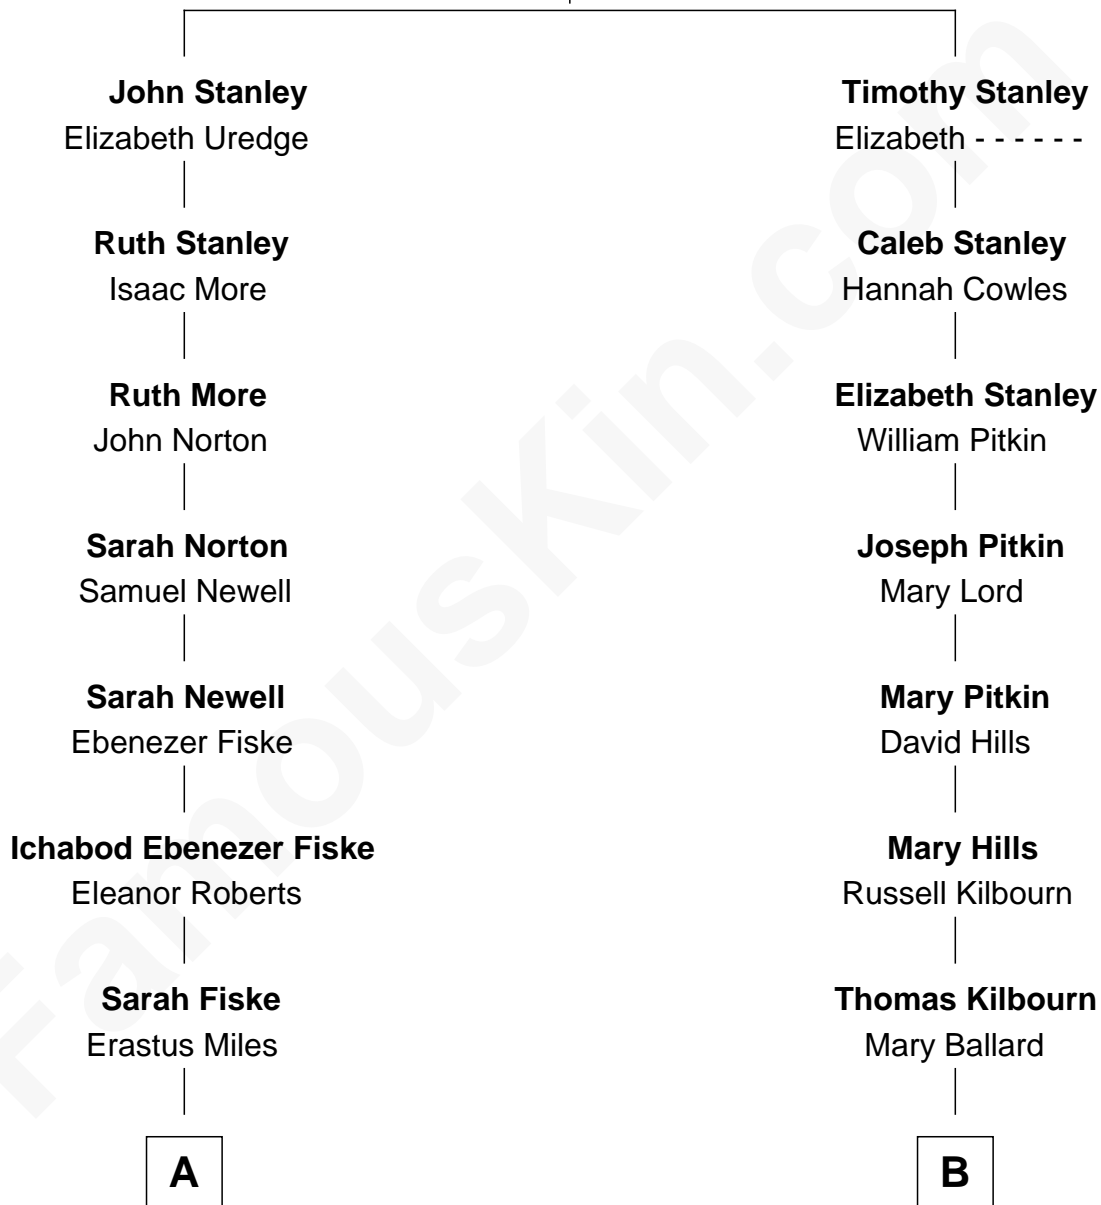 John Stanley
Elizabeth Uredge
Ruth Stanley
Isaac More
Ruth More
John Norton
Sarah Norton
Samuel Newell
Sarah Newell
Ebenezer Fiske
Ichabod Ebenezer Fiske
Eleanor Roberts
Sarah Fiske
Erastus Miles
A
Timothy Stanley
Elizabeth - - - - - -
Caleb Stanley
Hannah Cowles
Elizabeth Stanley
William Pitkin
Joseph Pitkin
Mary Lord
Mary Pitkin
David Hills
Mary Hills
Russell Kilbourn
Thomas Kilbourn
Mary Ballard
B
FamousKin.com